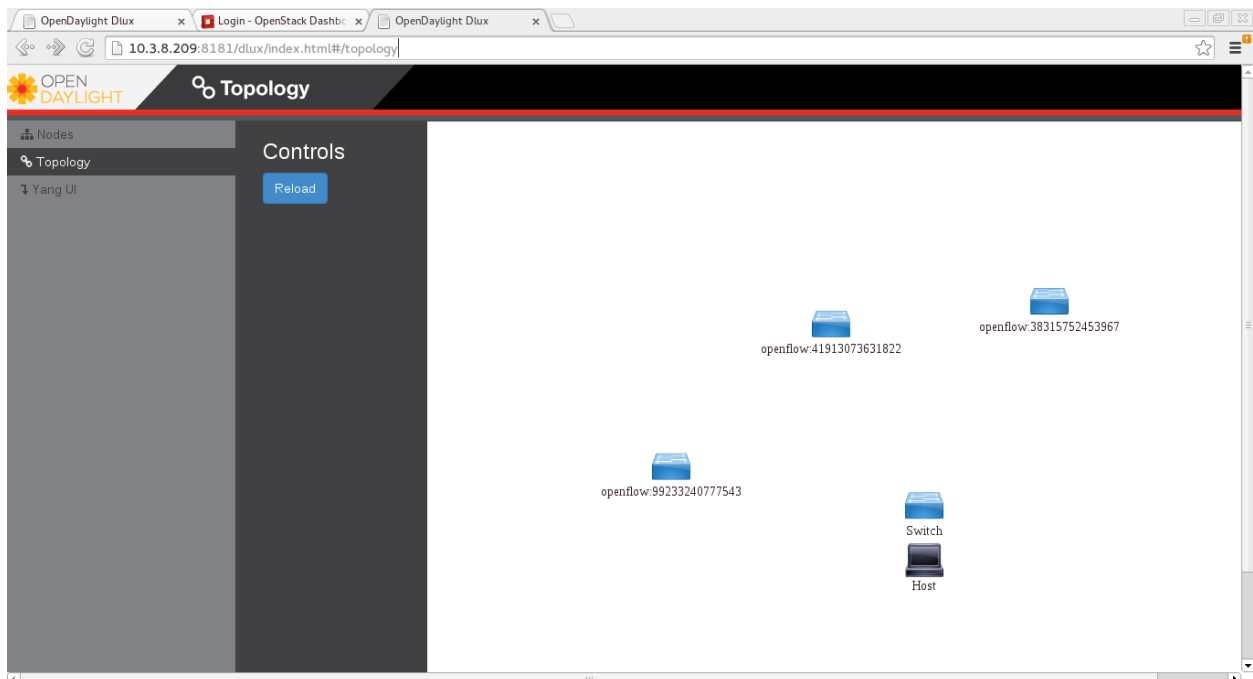 OpenDaylight Dlux
Login - OpenStack Dashbc
OpenDaylight Dlux
10.3.8.209:8181/dlux/index.html#/topology
OPEN
DAYLIGHT
Topology
Nodes
Topology
Yang UI
Controls
Reload
openflow:38315752453967
openflow:41913073631822
openflow:99233240777543
Switch
Host